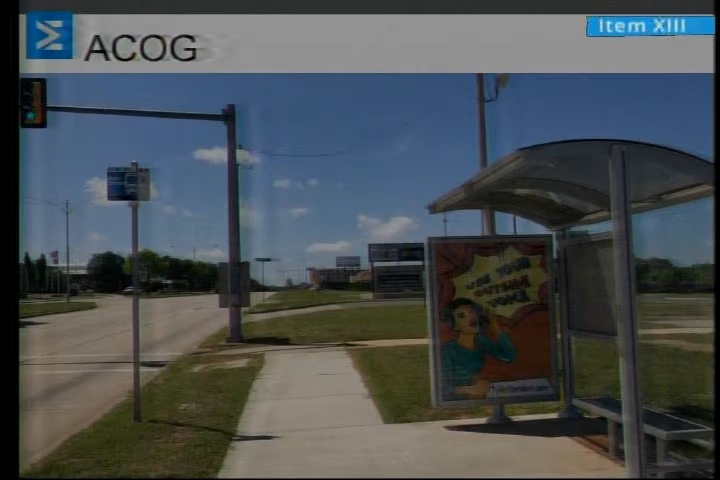 Item XIII
ACOG
USE YOUR
OUTSIDE
VOICE